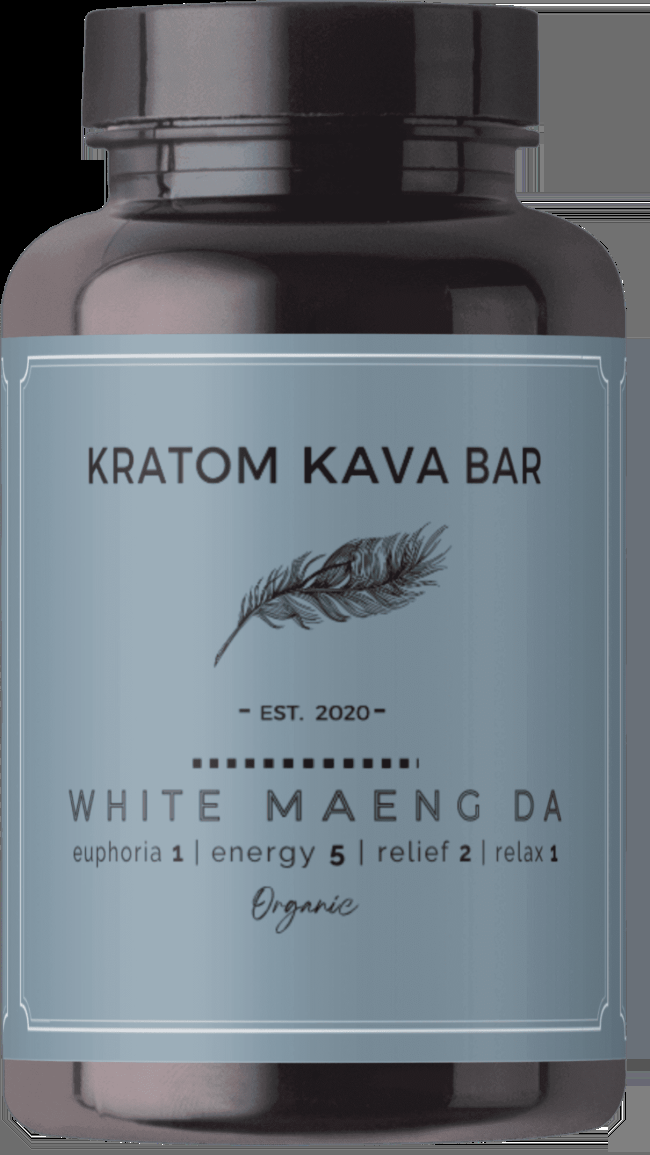 KRATOM KAVA BAR
- EST. 2020 -
WHITE MAENG DA
euphoria 1 | energy 5 | relief 2 | relax 1
Organic